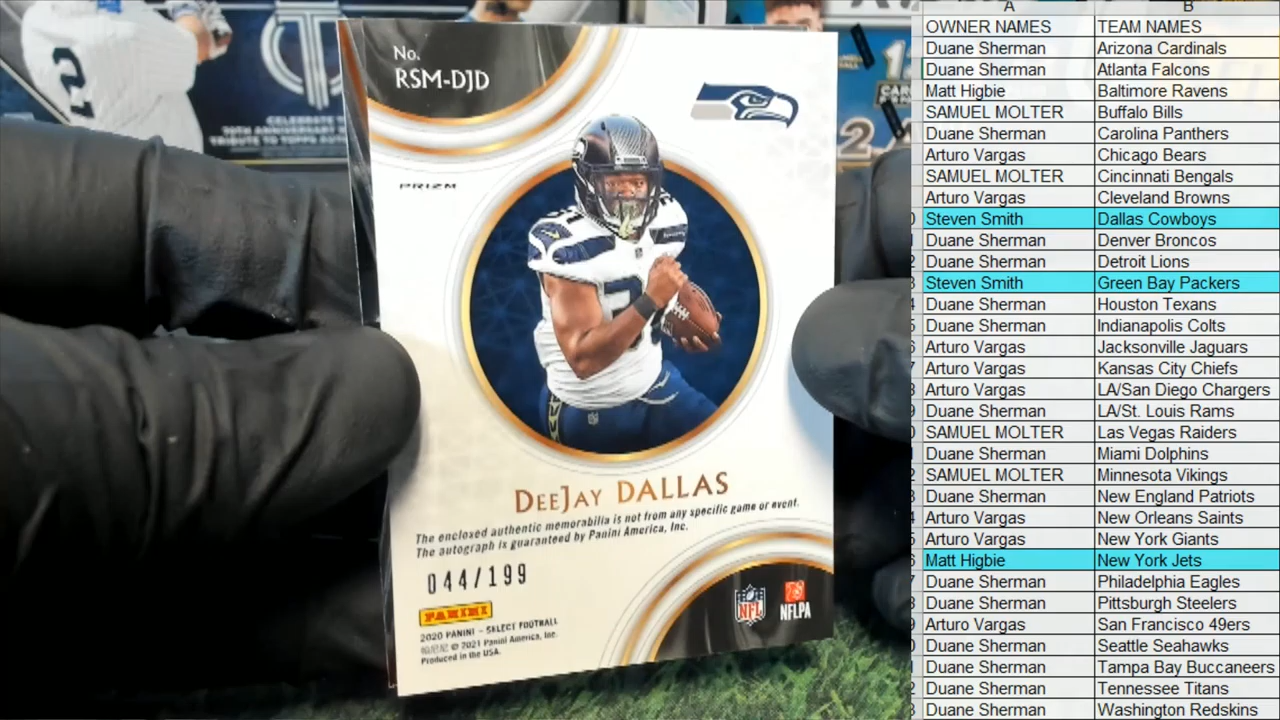 No.
RSM-DJD
PRIZM
DEEJAY DALLAS
The enclosed authentic memorabilia is not from any specific game or event.
The autograph is guaranteed by Panini America, Inc.
044/199
PANINI
2020 PANINI - SELECT FOOTBALL
© 2021 Panini America, Inc.
Produced in the USA.
NFL
NFLPA
2
CELEBRATE
TRIBUTE TO TOPPS
A B
OWNER NAMES TEAM NAMES
Duane Sherman Arizona Cardinals
Duane Sherman Atlanta Falcons
Matt Higbie Baltimore Ravens
SAMUEL MOLTER Buffalo Bills
Duane Sherman Carolina Panthers
Arturo Vargas Chicago Bears
SAMUEL MOLTER Cincinnati Bengals
Arturo Vargas Cleveland Browns
Steven Smith Dallas Cowboys
Duane Sherman Denver Broncos
Duane Sherman Detroit Lions
Steven Smith Green Bay Packers
Duane Sherman Houston Texans
Duane Sherman Indianapolis Colts
Arturo Vargas Jacksonville Jaguars
Arturo Vargas Kansas City Chiefs
Arturo Vargas LA/San Diego Chargers
Duane Sherman LA/St. Louis Rams
SAMUEL MOLTER Las Vegas Raiders
Duane Sherman Miami Dolphins
SAMUEL MOLTER Minnesota Vikings
Duane Sherman New England Patriots
Arturo Vargas New Orleans Saints
Arturo Vargas New York Giants
Matt Higbie New York Jets
Duane Sherman Philadelphia Eagles
Duane Sherman Pittsburgh Steelers
Arturo Vargas San Francisco 49ers
Duane Sherman Seattle Seahawks
Duane Sherman Tampa Bay Buccaneers
Duane Sherman Tennessee Titans
Duane Sherman Washington Redskins